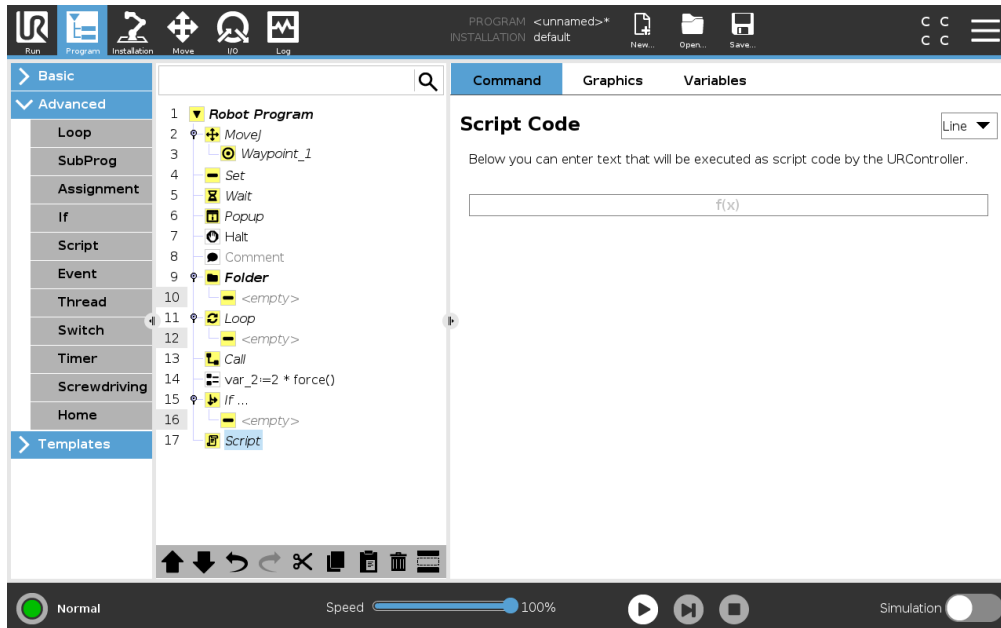 PROGRAM <unnamed>*
INSTALLATION default
UR
Run
Program
Installation
Move
I/O
Log
New...
Open...
Save...
C C
C C
Basic
Advanced
Loop
SubProg
Assignment
If
Script
Event
Thread
Switch
Timer
Screwdriving
Home
Templates
1 Robot Program
2 MoveJ
3 Waypoint_1
4 Set
5 Wait
6 Popup
7 Halt
8 Comment
9 Folder
10 <empty>
11 Loop
12 <empty>
13 Call
14 var_2:=2 * force()
15 If ...
16 <empty>
17 Script
Command Graphics Variables
Script Code
Line
Below you can enter text that will be executed as script code by the URController.
f(x)
Normal
Speed 100%
Simulation